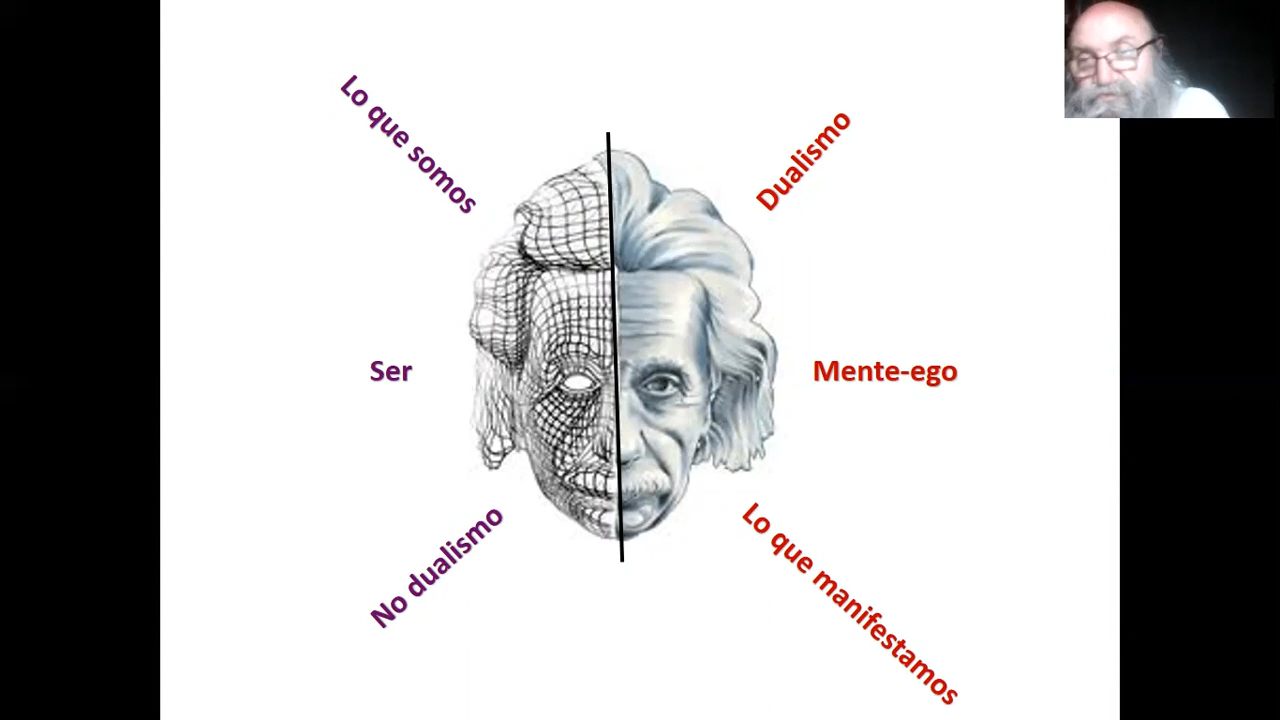 Lo que somos
Dualismo
Ser
Mente-ego
No dualismo
Lo que manifestamos